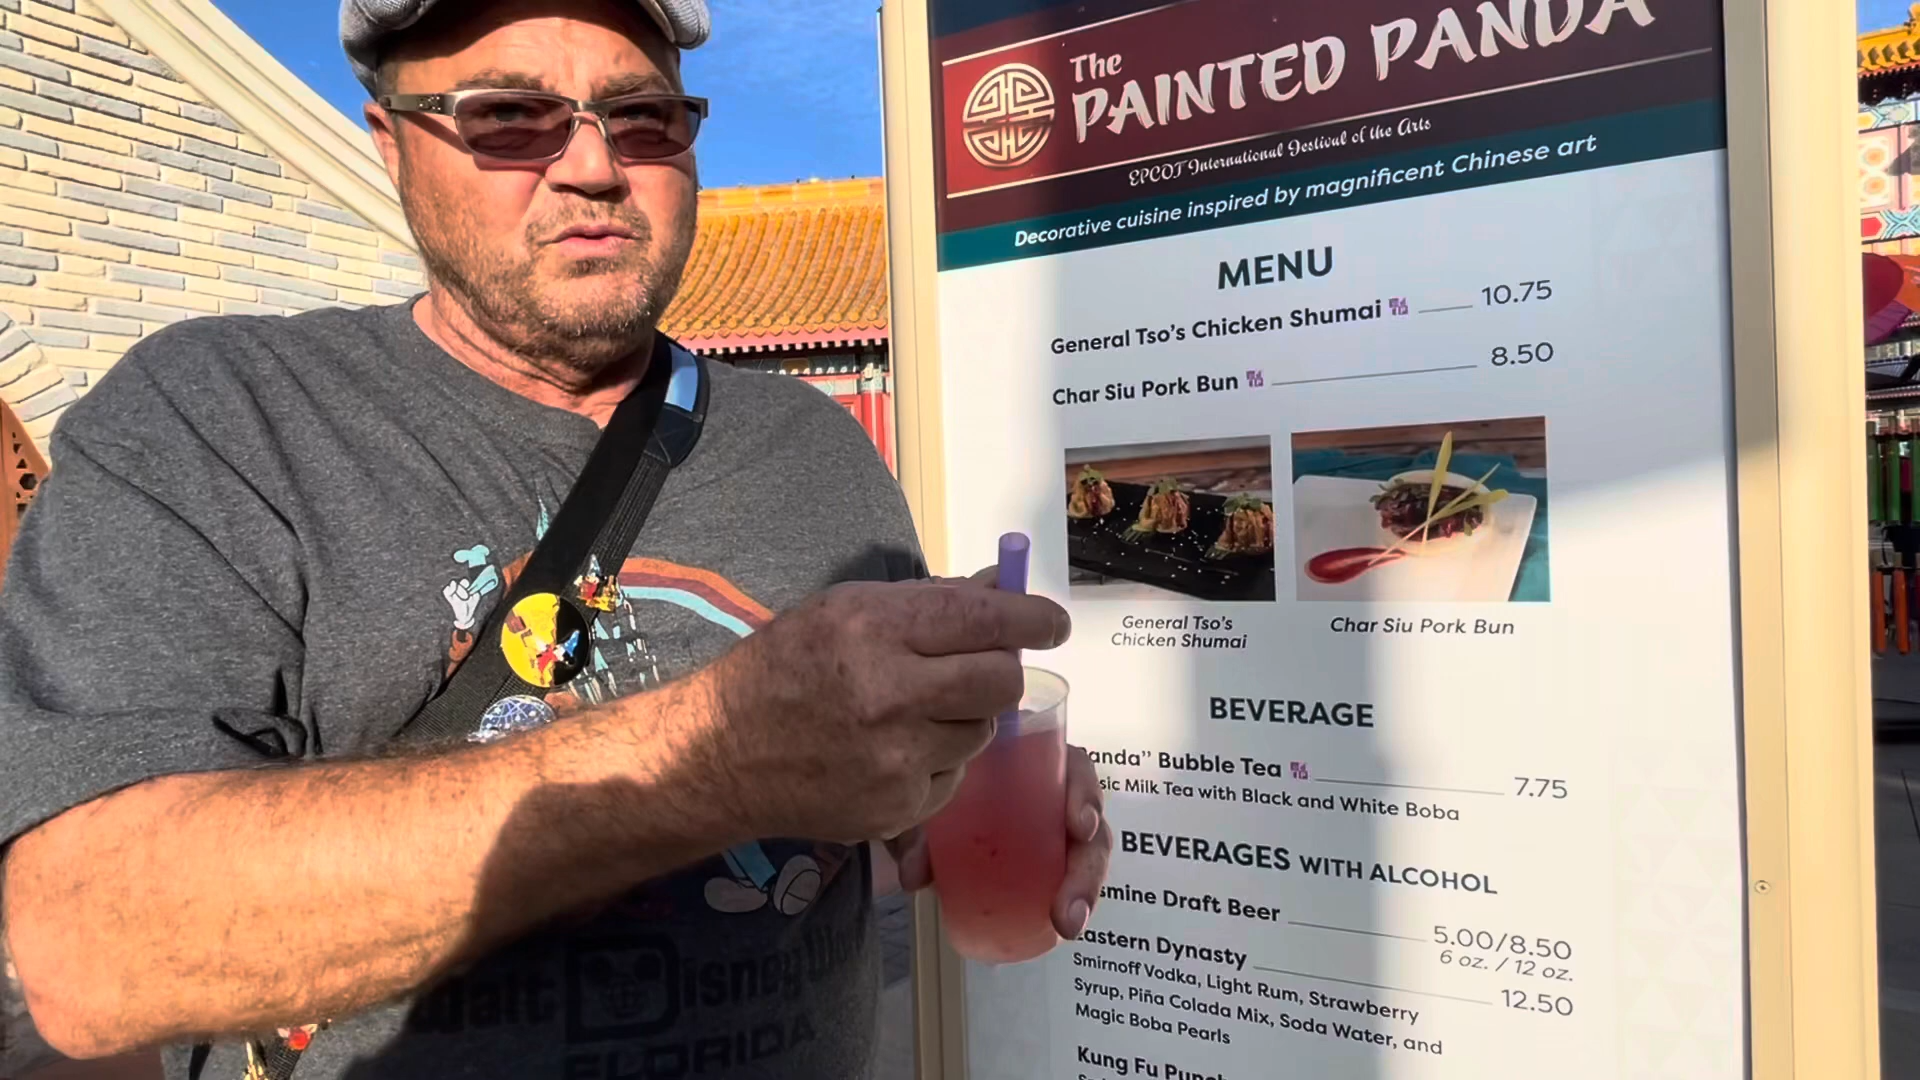 The
PAINTED PANDA
EPCOT International Festival of the Arts
Decorative cuisine inspired by magnificent Chinese art
MENU
General Tso's Chicken Shumai 10.75
Char Siu Pork Bun 8.50
General Tso's
Chicken Shumai
Char Siu Pork Bun
BEVERAGE
anda" Bubble Tea 7.75
sic Milk Tea with Black and White Boba
BEVERAGES WITH ALCOHOL
smine Draft Beer 5.00/8.50
6 oz. / 12 oz.
Eastern Dynasty 12.50
Smirnoff Vodka, Light Rum, Strawberry
Syrup, Piña Colada Mix, Soda Water, and
Magic Boba Pearls
Kung Fu Punch
Walt Disney World
FLORIDA